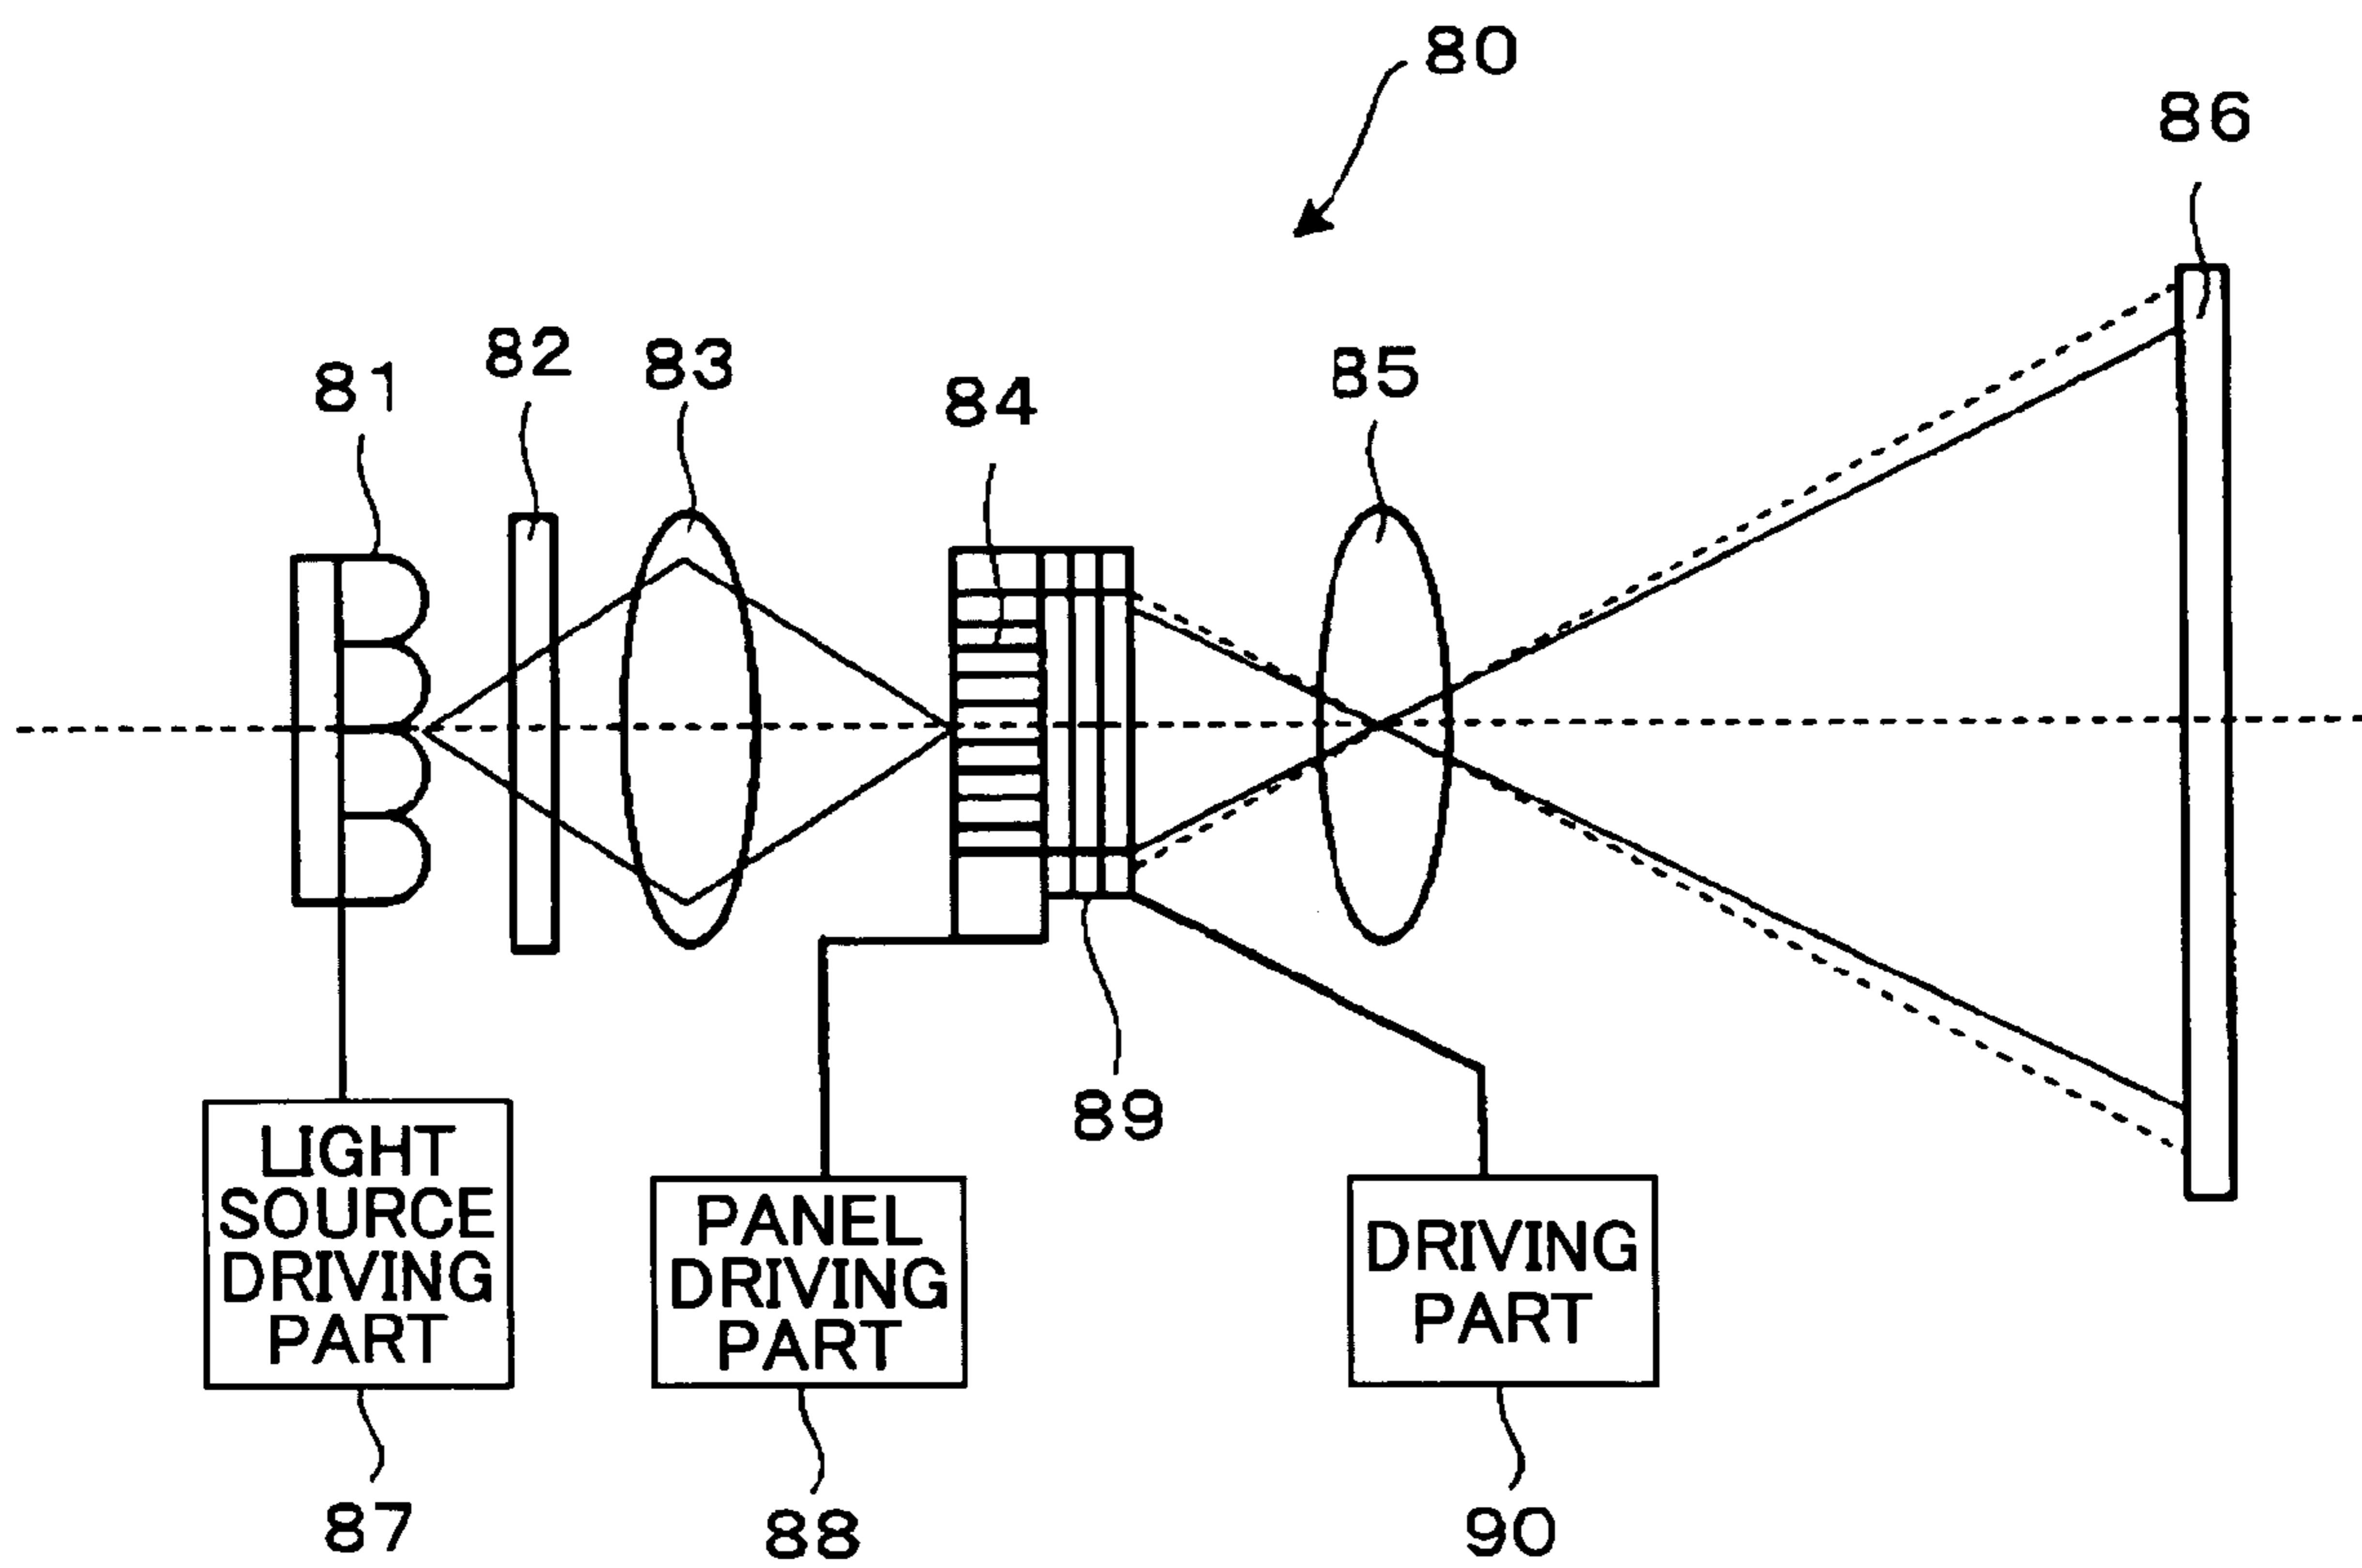 80
86
82
83
85
81
84
89
LIGHT
SOURCE
DRIVING
PART
PANEL
DRIVING
PART
DRIVING
PART
87
88
90